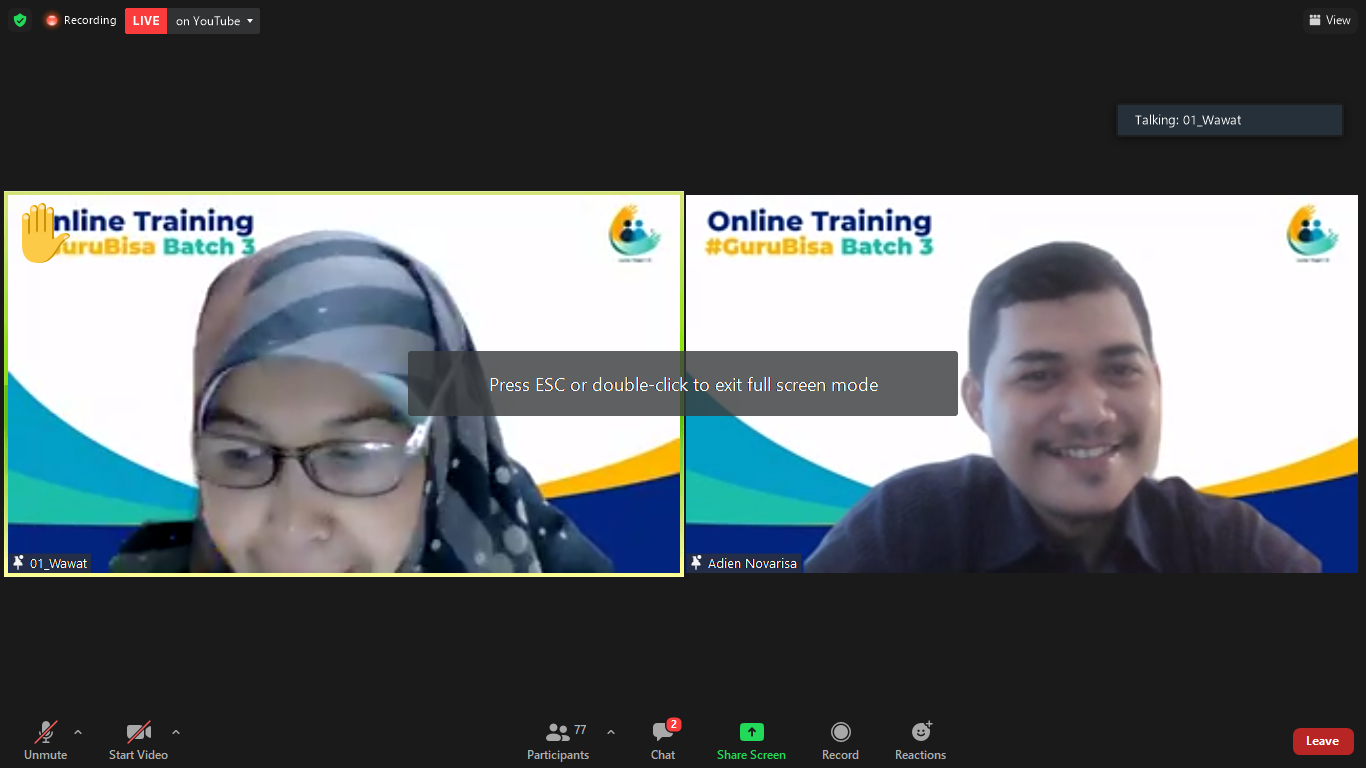 Recording
LIVE
on YouTube
View
Talking: 01_Wawat
nline Training
uruBisa Batch 3
Online Training
#GuruBisa Batch 3
Press ESC or double-click to exit full screen mode
01_Wawat
Adien Novarisa
Unmute
Start Video
77
Participants
2
Chat
Share Screen
Record
Reactions
Leave